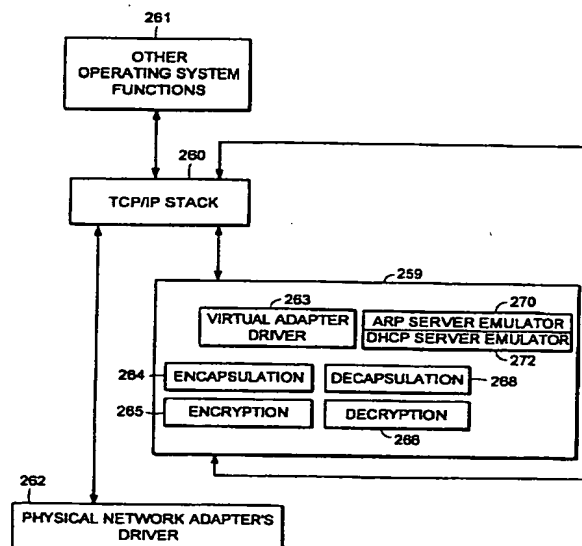 261
OTHER
OPERATING SYSTEM
FUNCTIONS
260
TCP/IP STACK
259
263
VIRTUAL ADAPTER
DRIVER
270
ARP SERVER EMULATOR
DHCP SERVER EMULATOR
272
264
ENCAPSULATION
DECAPSULATION
268
265
ENCRYPTION
DECRYPTION
266
262
PHYSICAL NETWORK ADAPTER'S
DRIVER